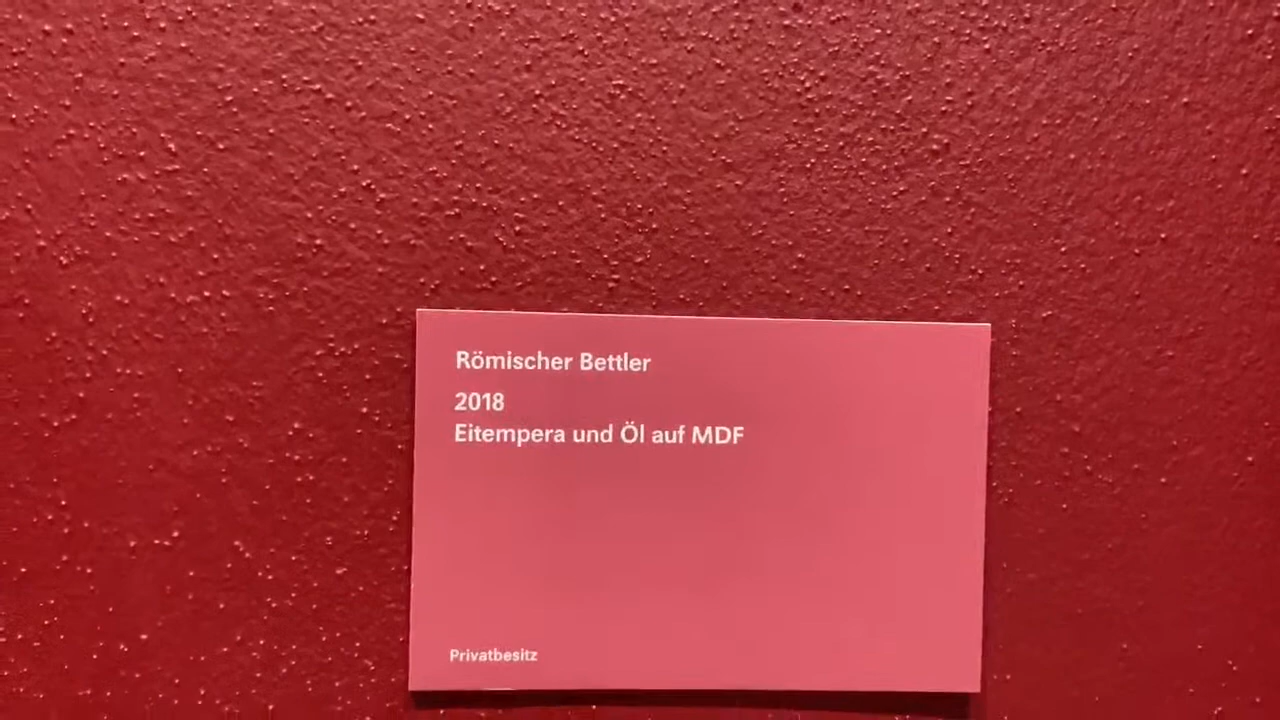 Römischer Bettler
2018
Eitempera und Öl auf MDF
Privatbesitz